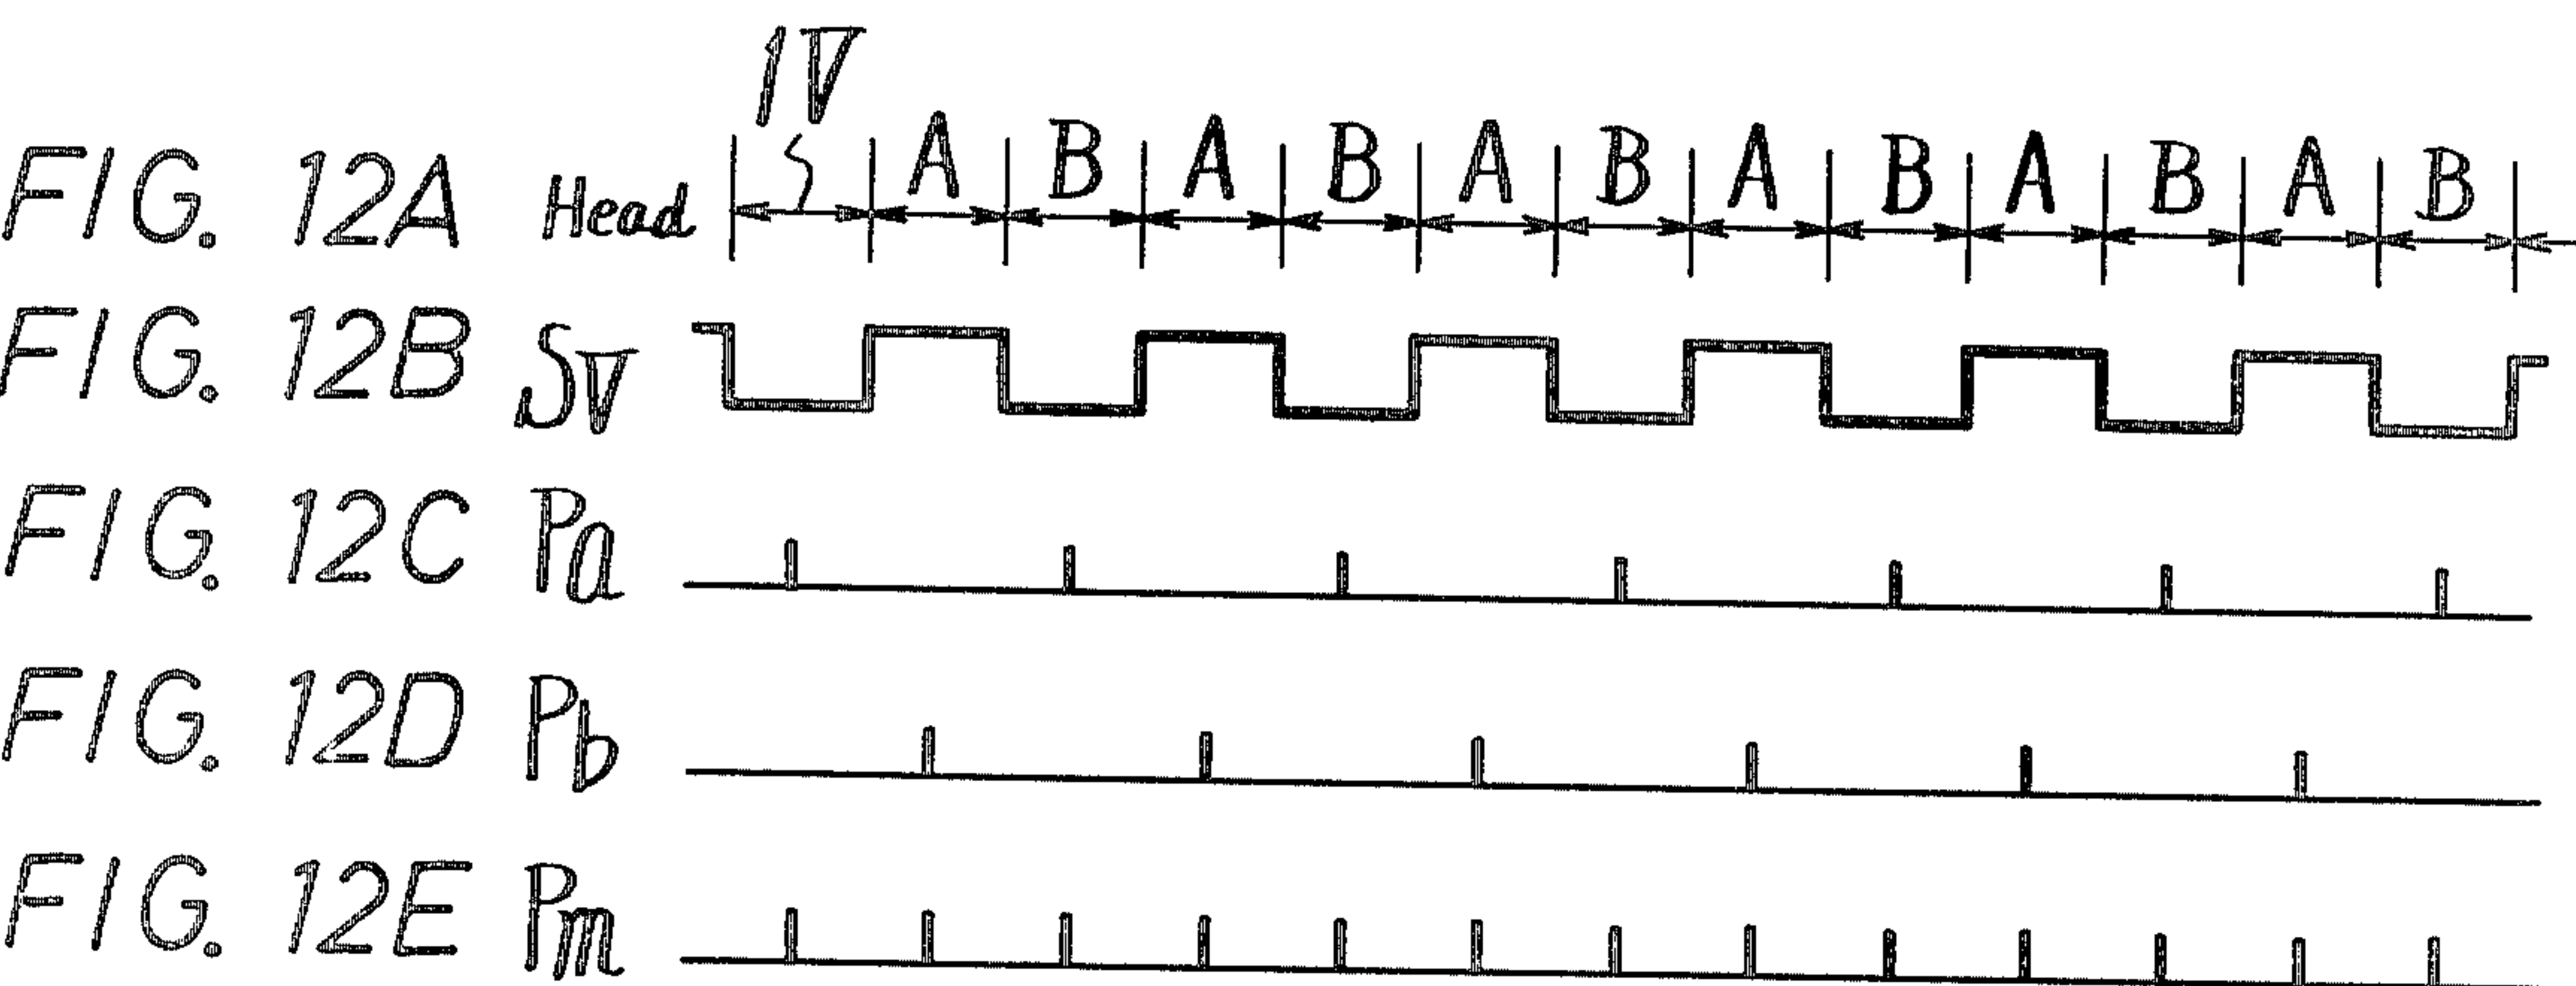 1V
FIG. 12A Head A B A B A B A B A B A B
FIG. 12B SV
FIG. 12C Pa
FIG. 12D Pb
FIG. 12E Pm